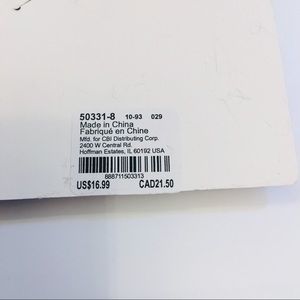 50331-8 10-93 029
Made in China
Fabriqué en Chine
Mfd. for CBI Distributing Corp.
2400 W Central Rd.
Hoffman Estates, IL 60192 USA
888711503313
US$16.99 CAD21.50